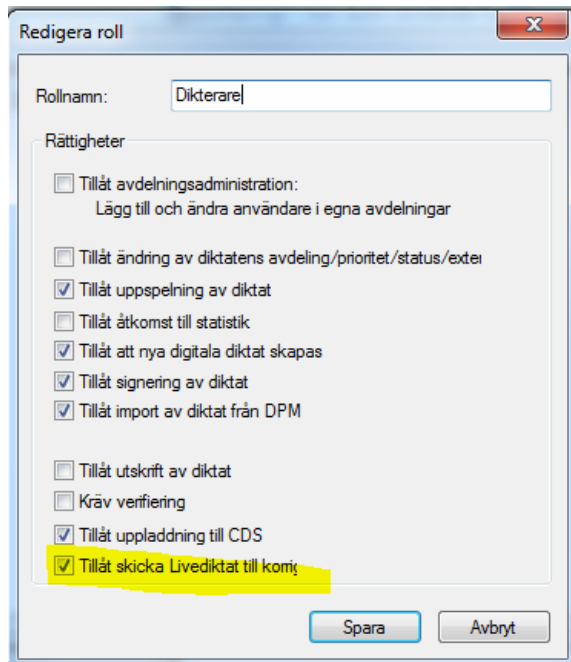 Redigera roll
Rollnamn: Dikterare
Rättigheter
Tillåt avdelningsadministration:
Lägg till och ändra användare i egna avdelningar
Tillåt ändring av diktatens avdeling/prioritet/status/exter
Tillåt uppspelning av diktat
Tillåt åtkomst till statistik
Tillåt att nya digitala diktat skapas
Tillåt signering av diktat
Tillåt import av diktat från DPM
Tillåt utskrift av diktat
Kräv verifiering
Tillåt uppladdning till CDS
Tillåt skicka Livediktat till korrig
Spara Avbryt